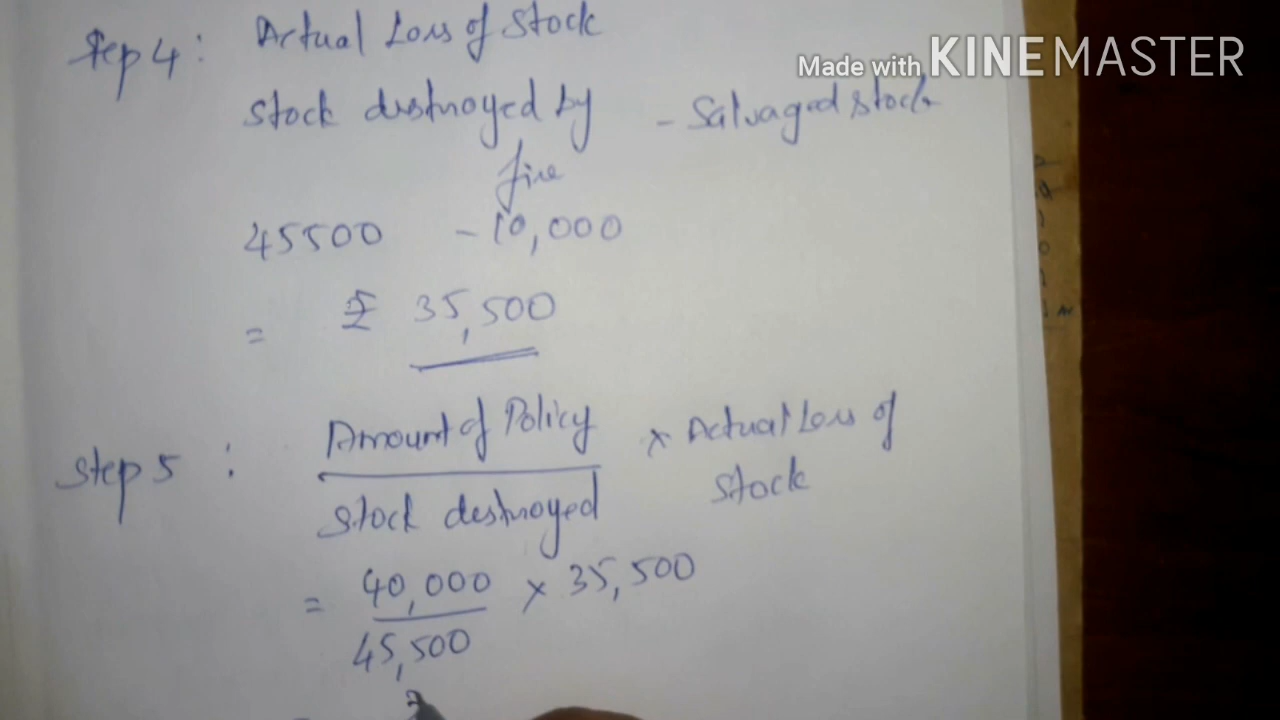 Made with KINEMASTER
Step 4: Actual Loss of Stock
Stock destroyed by fire - Salvaged stock
45500 - 10,000
= ₹ 35,500
Step 5 : Amount of Policy × Actual Loss of Stock
Stock destroyed
= 40,000 × 35,500
45,500